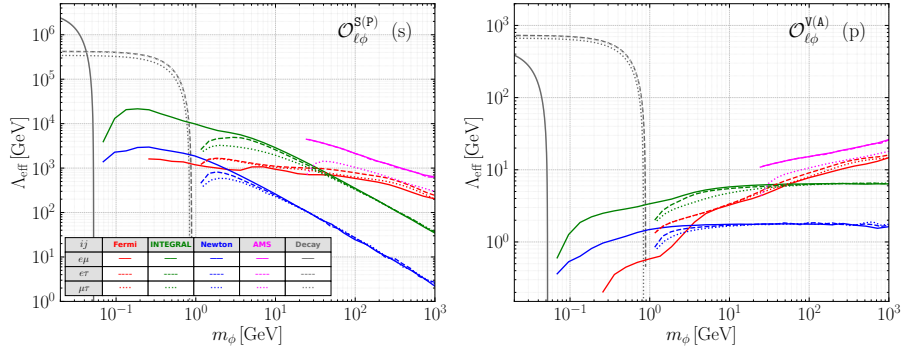 𝒪_{ℓϕ}^{S(P)} (s)
Λ_eff [GeV]
10^6
10^5
10^4
10^3
10^2
10^1
10^0
ij Fermi INTEGRAL Newton AMS Decay
eμ
eτ
μτ
10^{-1} 10^0 10^1 10^2 10^3
m_ϕ [GeV]
𝒪_{ℓϕ}^{V(A)} (p)
Λ_eff [GeV]
10^2
10^1
10^0
10^{-1} 10^0 10^1 10^2 10^3
m_ϕ [GeV]